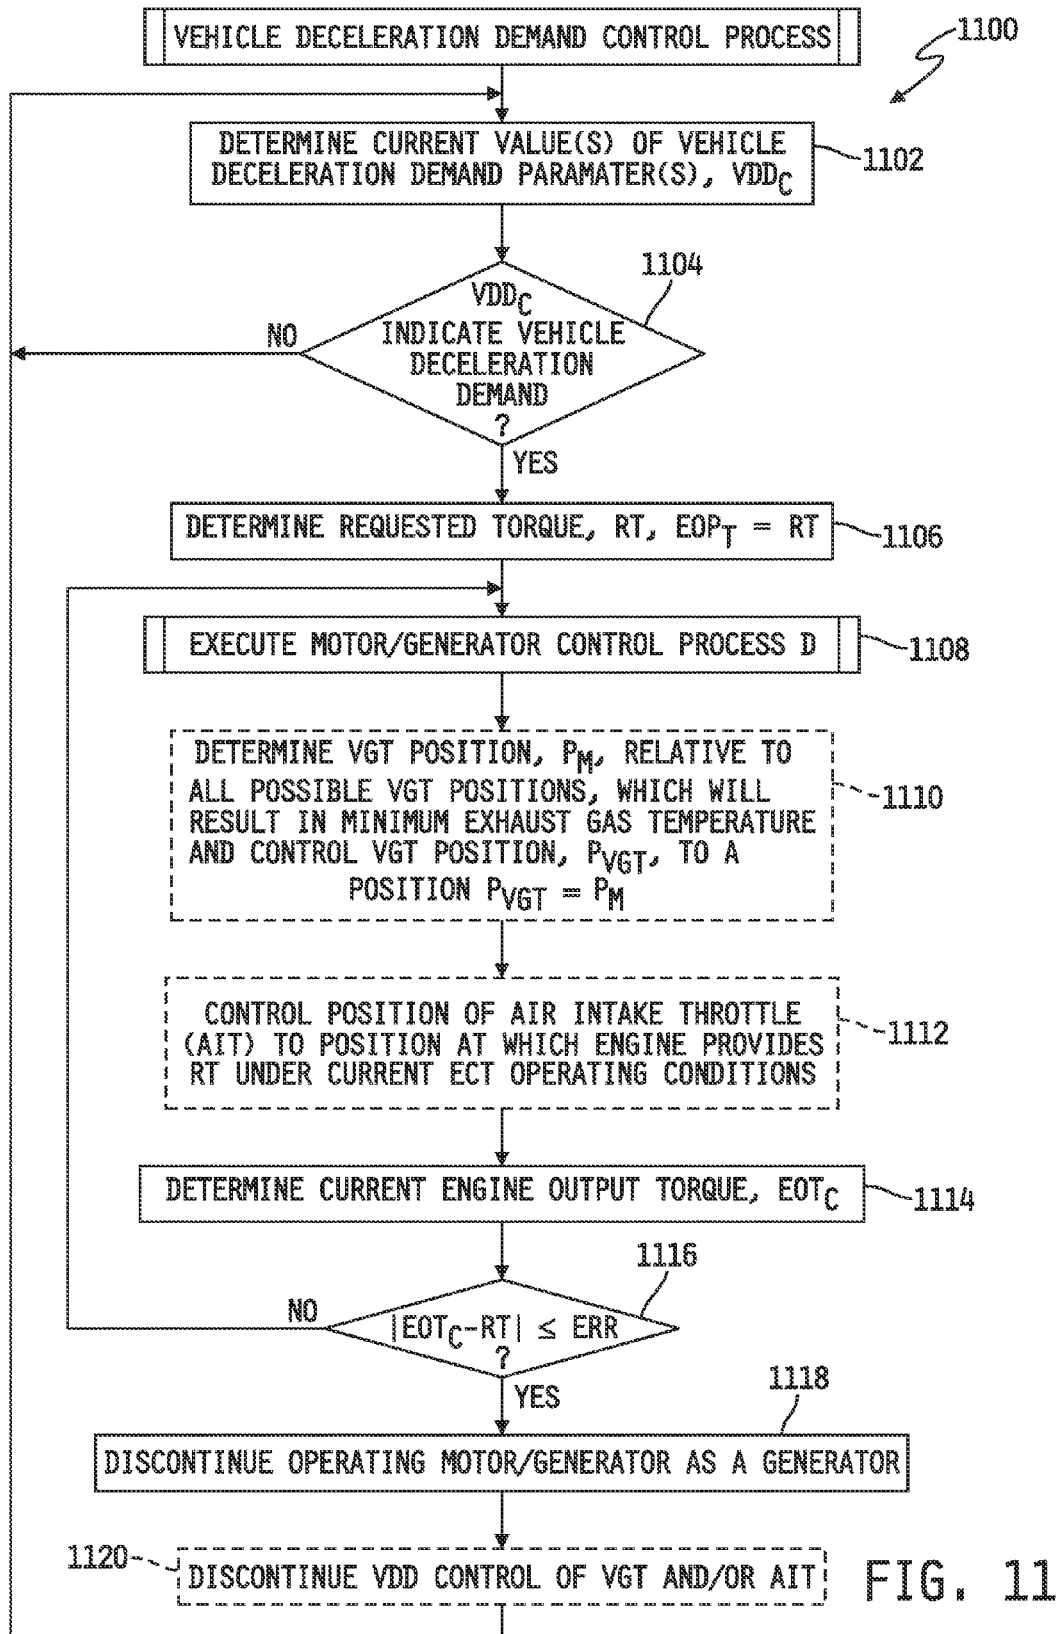 VEHICLE DECELERATION DEMAND CONTROL PROCESS
1100
DETERMINE CURRENT VALUE(S) OF VEHICLE
DECELERATION DEMAND PARAMATER(S), VDDC
1102
1104
VDDC
INDICATE VEHICLE
DECELERATION
DEMAND
?
NO
YES
DETERMINE REQUESTED TORQUE, RT, EOPT = RT
1106
EXECUTE MOTOR/GENERATOR CONTROL PROCESS D
1108
DETERMINE VGT POSITION, PM, RELATIVE TO
ALL POSSIBLE VGT POSITIONS, WHICH WILL
RESULT IN MINIMUM EXHAUST GAS TEMPERATURE
AND CONTROL VGT POSITION, PVGT, TO A
POSITION PVGT = PM
1110
CONTROL POSITION OF AIR INTAKE THROTTLE
(AIT) TO POSITION AT WHICH ENGINE PROVIDES
RT UNDER CURRENT ECT OPERATING CONDITIONS
1112
DETERMINE CURRENT ENGINE OUTPUT TORQUE, EOTC
1114
1116
|EOTC-RT| ≤ ERR
?
NO
YES
1118
DISCONTINUE OPERATING MOTOR/GENERATOR AS A GENERATOR
1120
DISCONTINUE VDD CONTROL OF VGT AND/OR AIT
FIG. 11